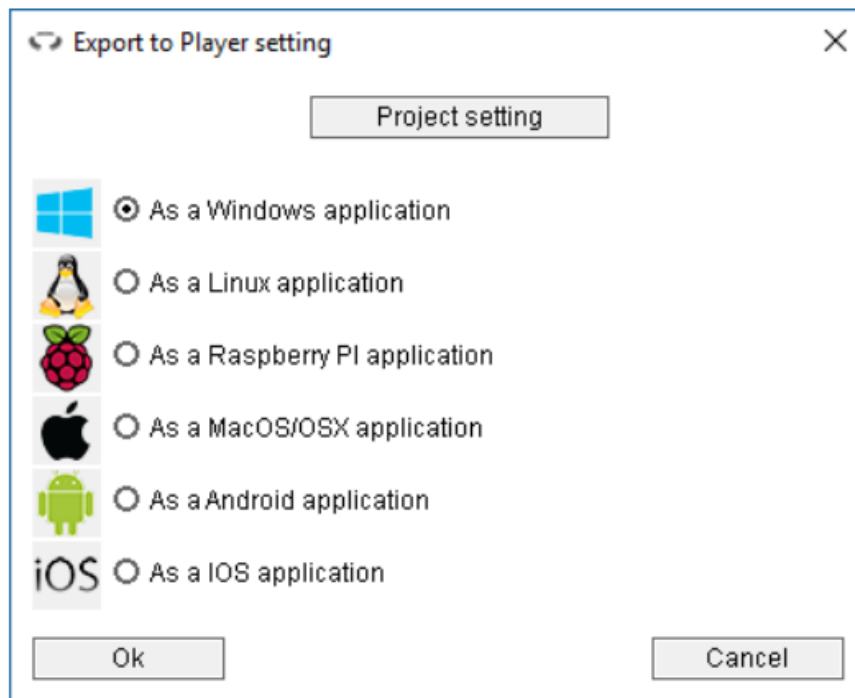 Export to Player setting
Project setting
As a Windows application
As a Linux application
As a Raspberry PI application
As a MacOS/OSX application
As a Android application
iOS As a IOS application
Ok Cancel